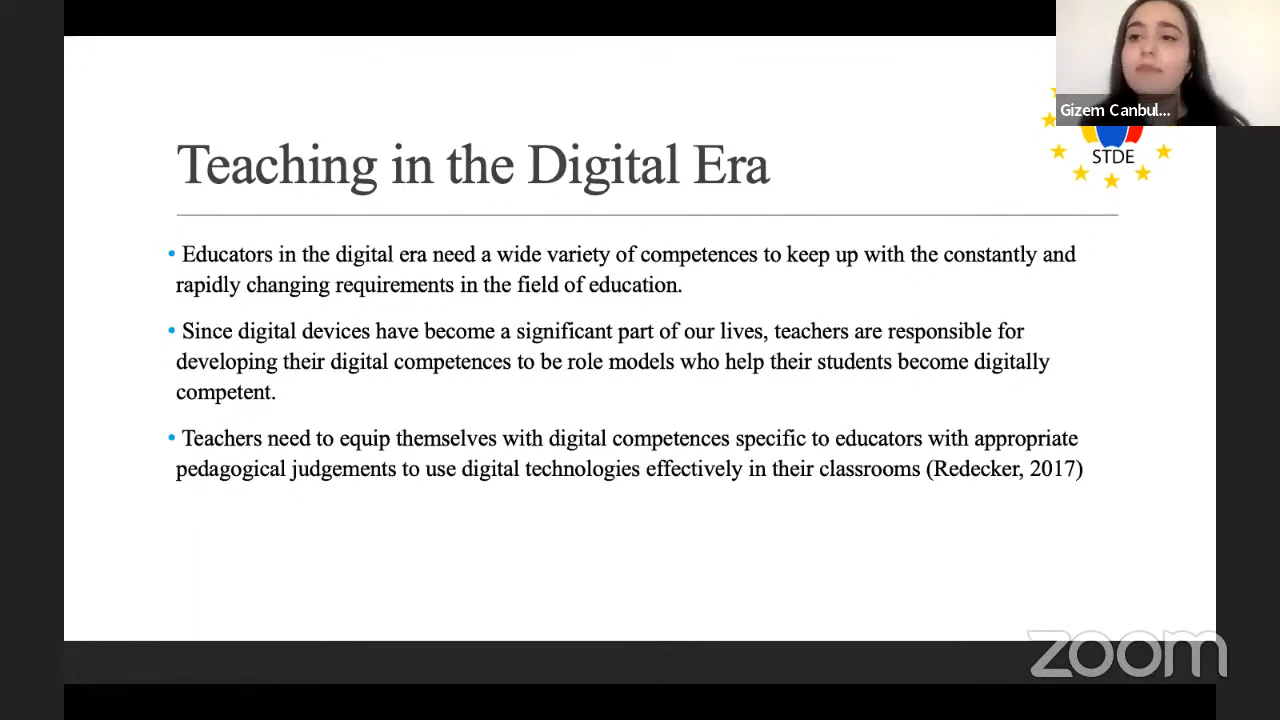 Gizem Canbul...
STDE
Teaching in the Digital Era
• Educators in the digital era need a wide variety of competences to keep up with the constantly and
rapidly changing requirements in the field of education.
• Since digital devices have become a significant part of our lives, teachers are responsible for
developing their digital competences to be role models who help their students become digitally
competent.
• Teachers need to equip themselves with digital competences specific to educators with appropriate
pedagogical judgements to use digital technologies effectively in their classrooms (Redecker, 2017)
zoom